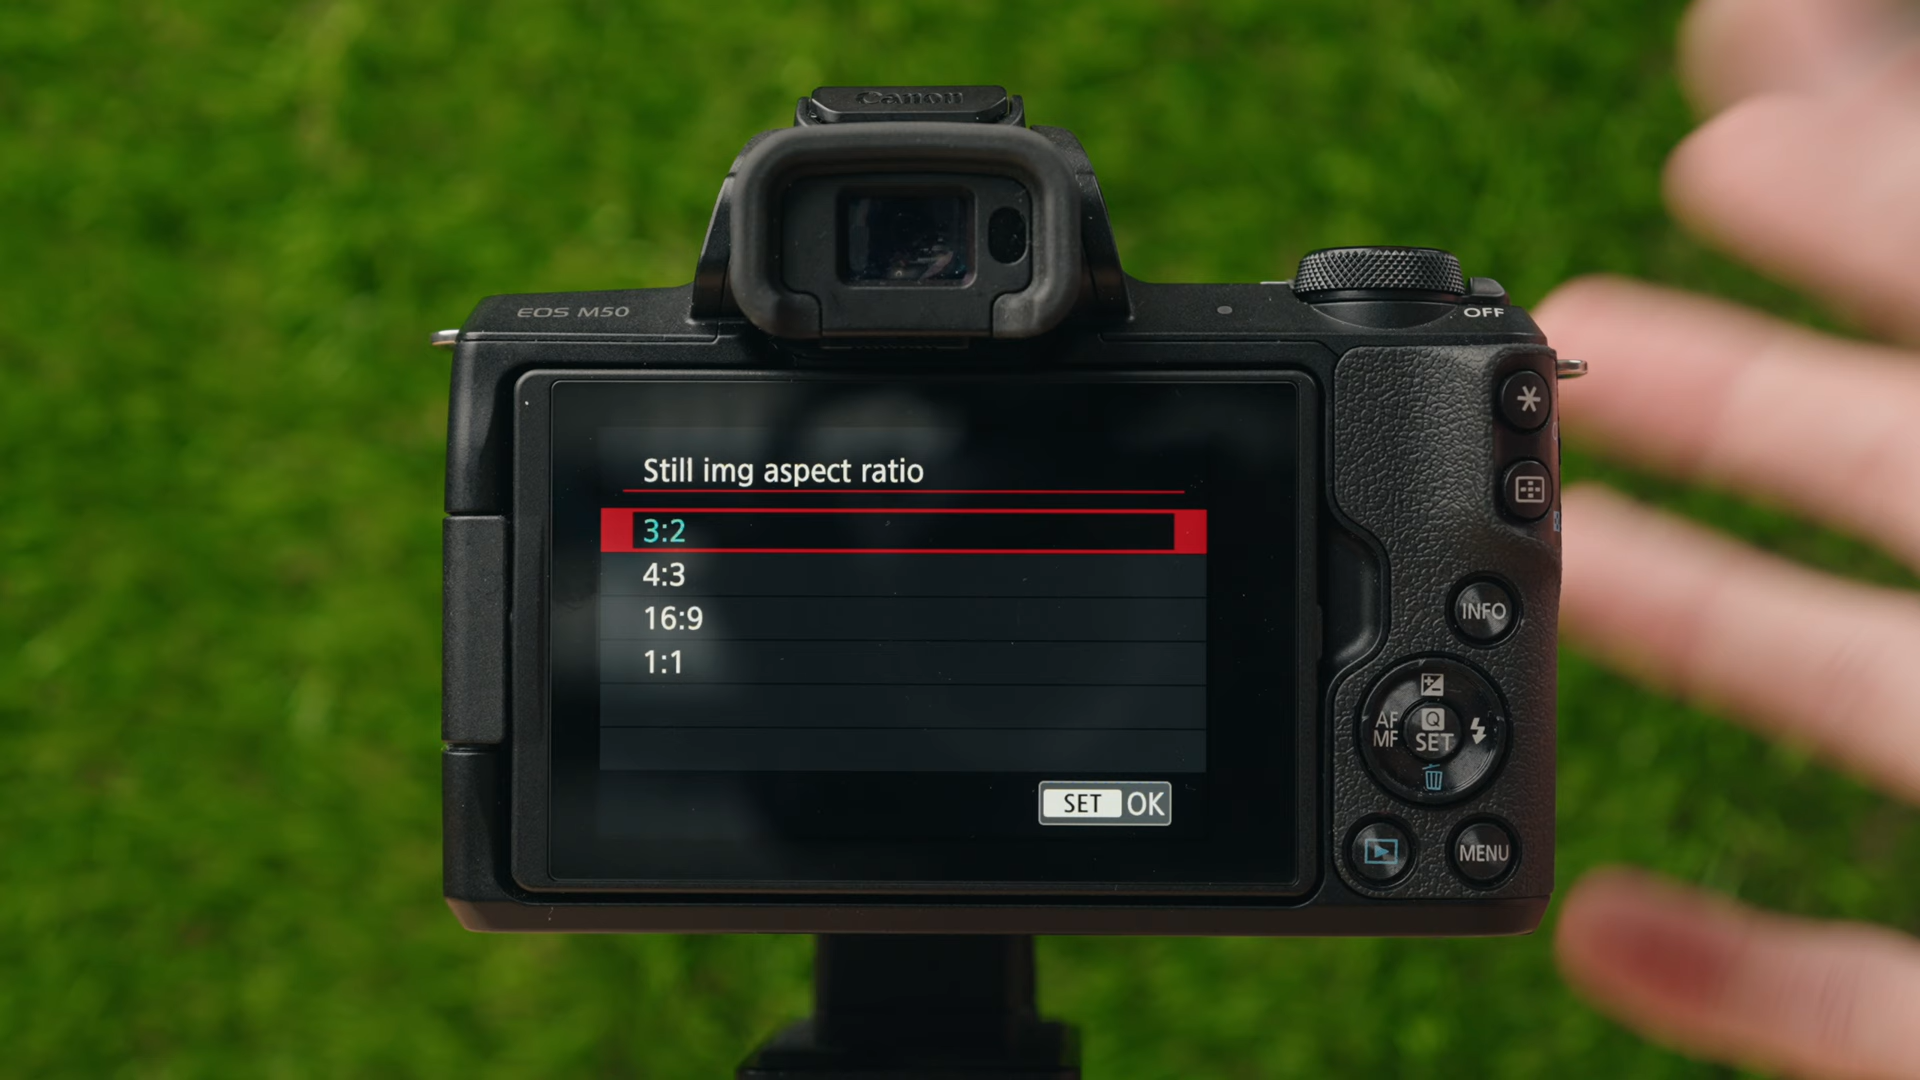 Canon
EOS M50
OFF
Still img aspect ratio
3:2
4:3
16:9
1:1
SET OK
INFO
AF
MF
Q
SET
MENU